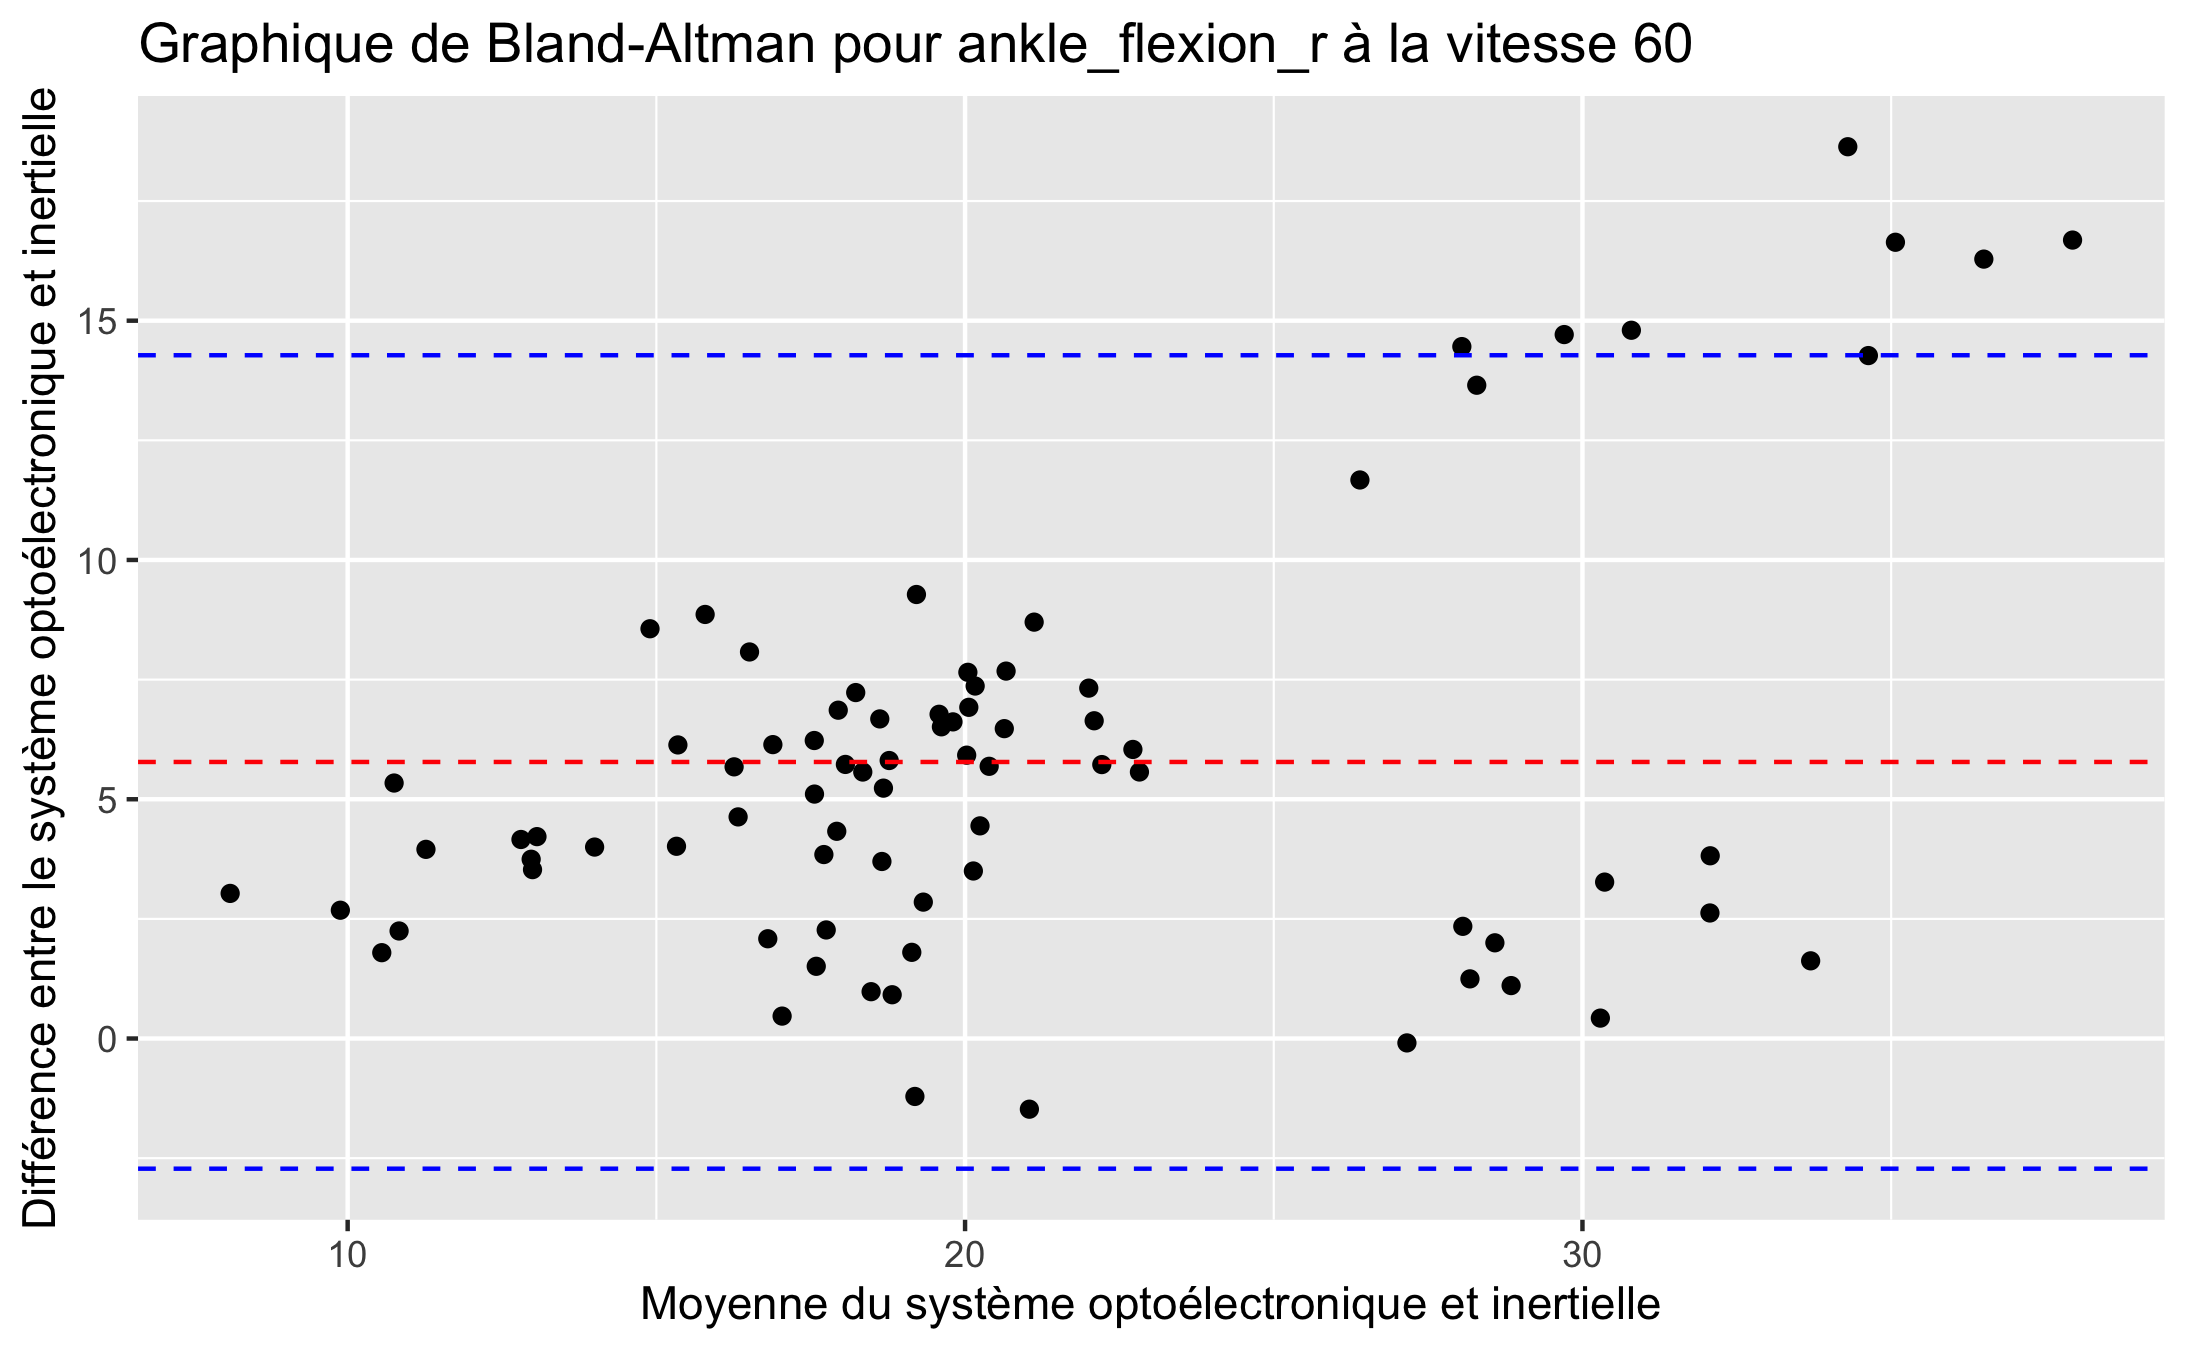 Graphique de Bland-Altman pour ankle_flexion_r à la vitesse 60
Différence entre le système optoélectronique et inertielle
15
10
5
0
10 20 30
Moyenne du système optoélectronique et inertielle